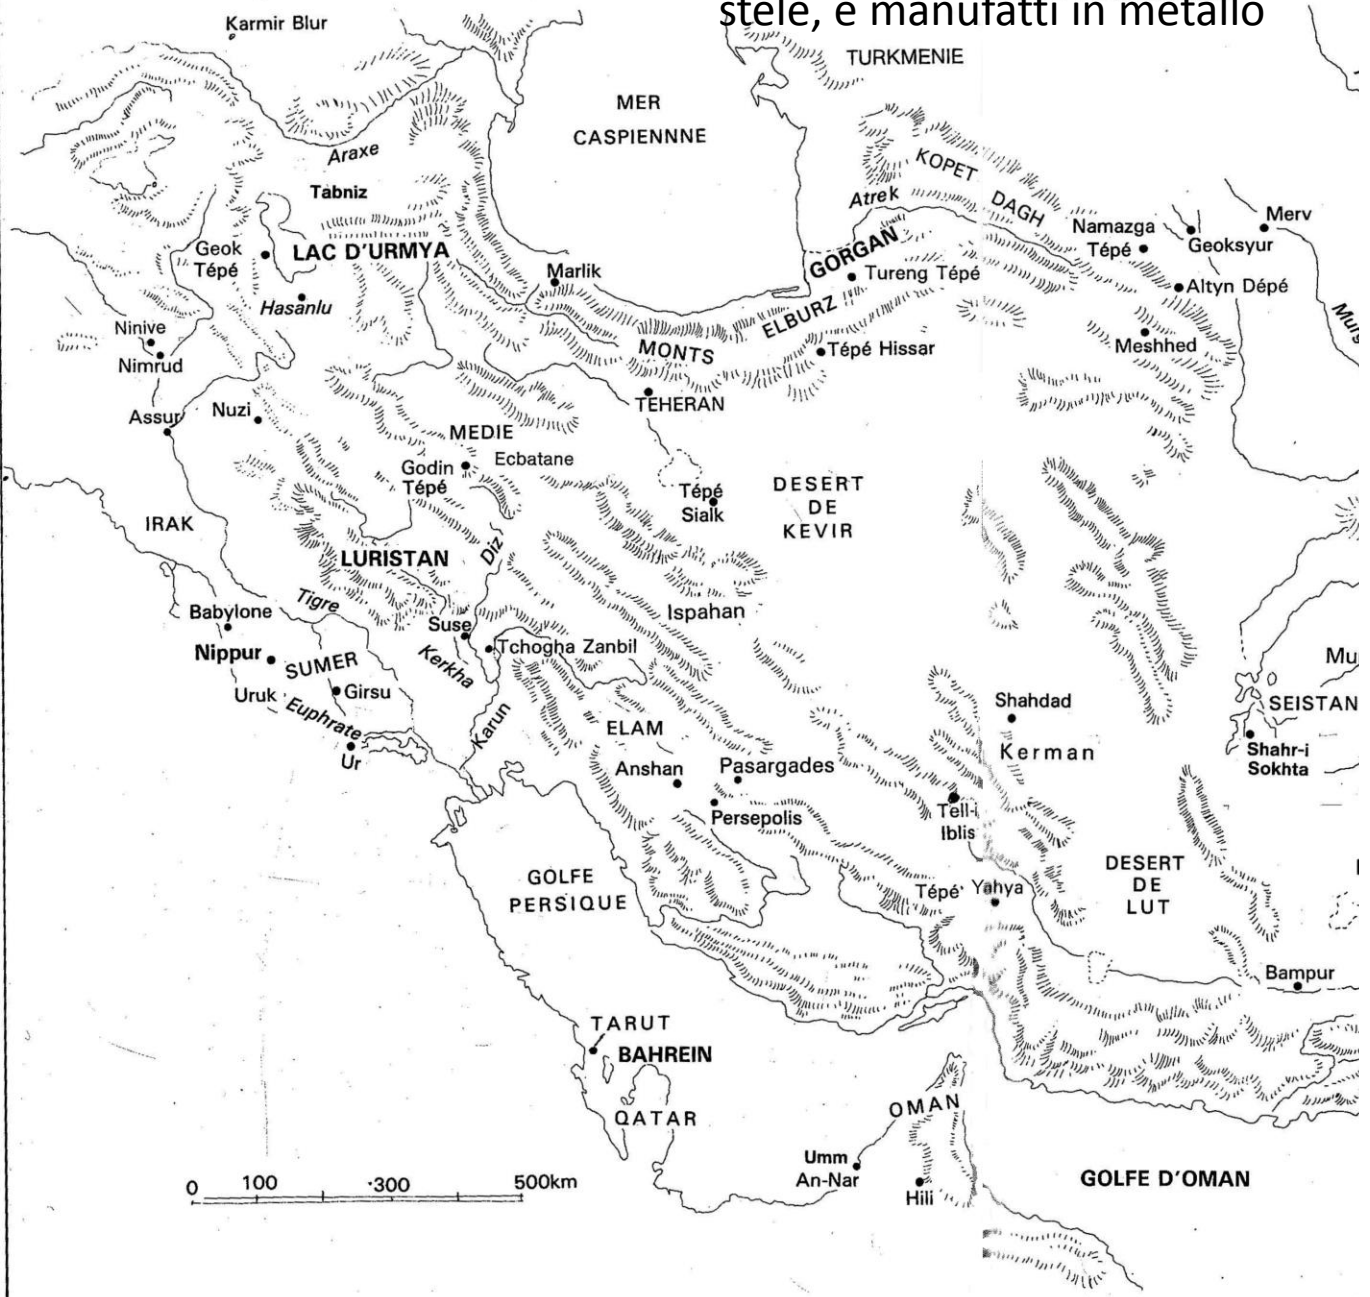 stele, e manufatti in metallo
Karmir Blur
TURKMENIE
MER
CASPIENNNE
Araxe
Tabniz
KOPET
DAGH
Atrek
Namazga
Tépé
Merv
Geoksyur
Geok
Tépé
LAC D'URMYA
GORGAN
Marlik
Tureng Tépé
Altyn Dépé
Hasanlu
ELBURZ
Ninive
Nimrud
MONTS
Tépé Hissar
Meshhed
TEHERAN
Assur
Nuzi
MEDIE
Godin
Tépé
Ecbatane
Tépé
Sialk
DESERT
DE
KEVIR
IRAK
LURISTAN
Diz
Tigre
Babylone
Suse
Ispahan
Nippur
SUMER
Kerkha
Tchogha Zanbil
Uruk
Girsu
Euphrate
Ur
Karun
ELAM
Shahdad
Kerman
SEISTAN
Shahr-i
Sokhta
Anshan
Pasargades
Persepolis
Tell-i
Iblis
GOLFE
PERSIQUE
Tépé Yahya
DESERT
DE
LUT
Bampur
TARUT
BAHREIN
QATAR
OMAN
Umm
An-Nar
Hili
GOLFE D'OMAN
0 100 300 500km